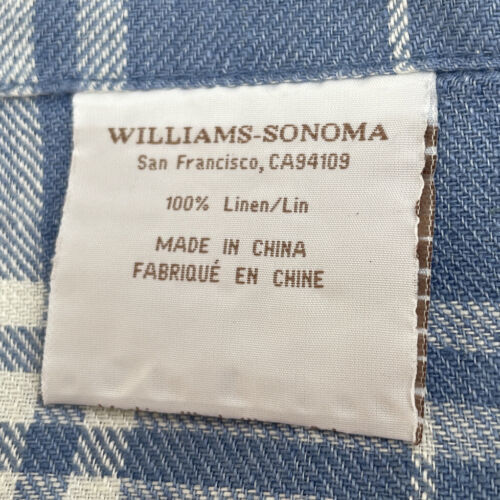 WILLIAMS-SONOMA
San Francisco, CA94109
100% Linen/Lin
MADE IN CHINA
FABRIQUÉ EN CHINE